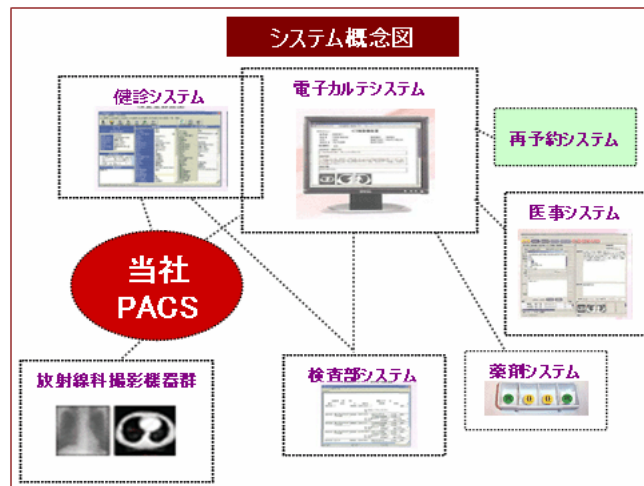 システム概念図
健診システム
電子カルテシステム
再予約システム
医事システム
当社
PACS
放射線科撮影機器群
検査部システム
薬剤システム